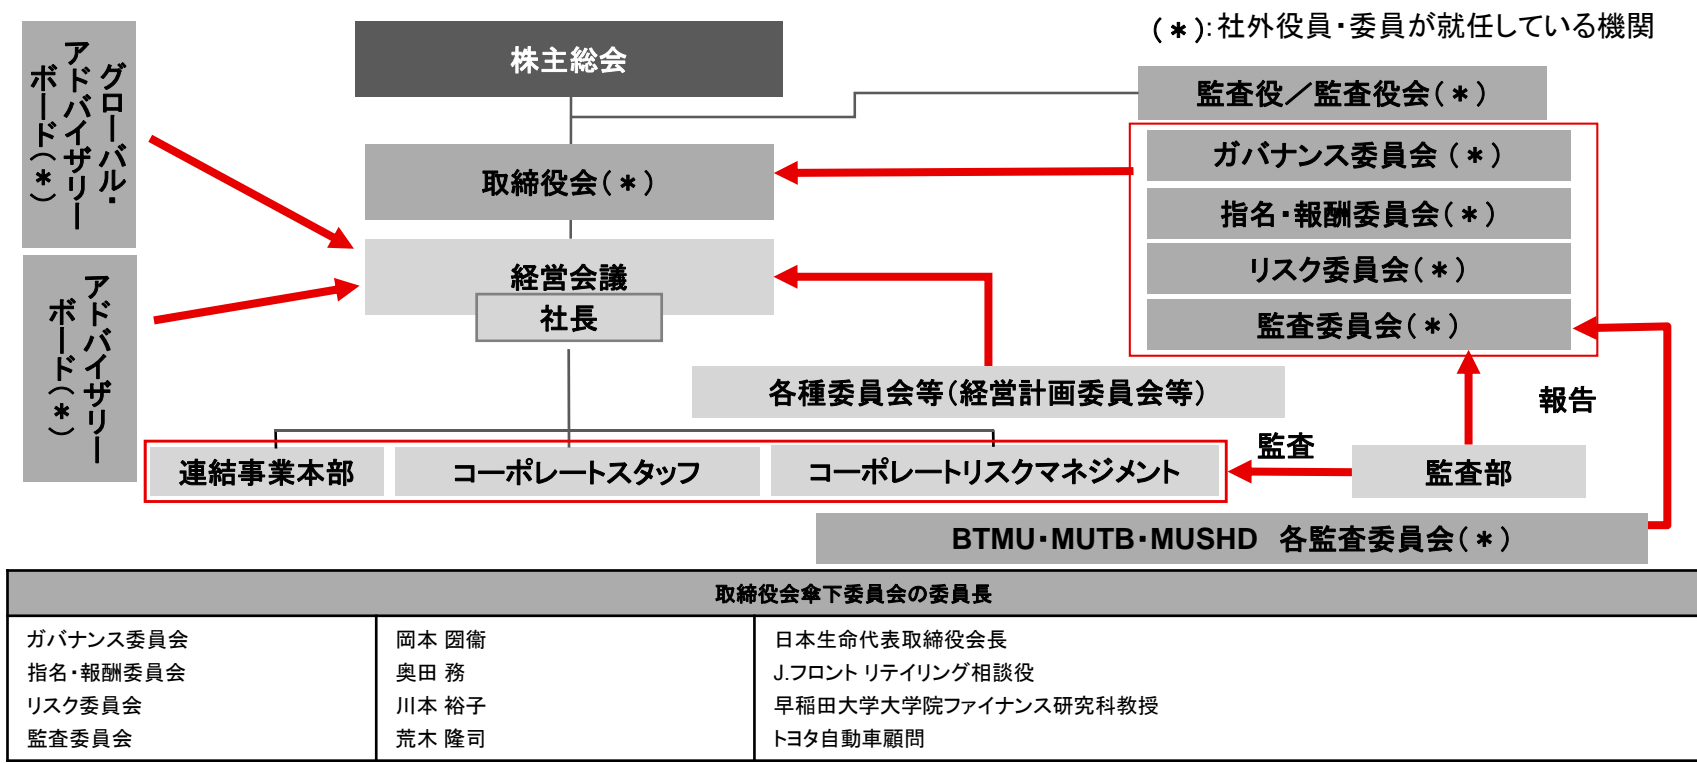 (*):社外役員・委員が就任している機関
グローバル・
アドバイザリー
ボード(*)
株主総会
監査役/監査役会(*)
ガバナンス委員会(*)
取締役会(*)
指名・報酬委員会(*)
リスク委員会(*)
監査委員会(*)
経営会議
社長
アドバイザリー
ボード(*)
各種委員会等(経営計画委員会等)
報告
監査
連結事業本部
コーポレートスタッフ
コーポレートリスクマネジメント
監査部
BTMU・MUTB・MUSHD 各監査委員会(*)
取締役会傘下委員会の委員長
ガバナンス委員会 岡本 圀衞 日本生命代表取締役会長
指名・報酬委員会 奥田 務 J.フロント リテイリング相談役
リスク委員会 川本 裕子 早稲田大学大学院ファイナンス研究科教授
監査委員会 荒木 隆司 トヨタ自動車顧問